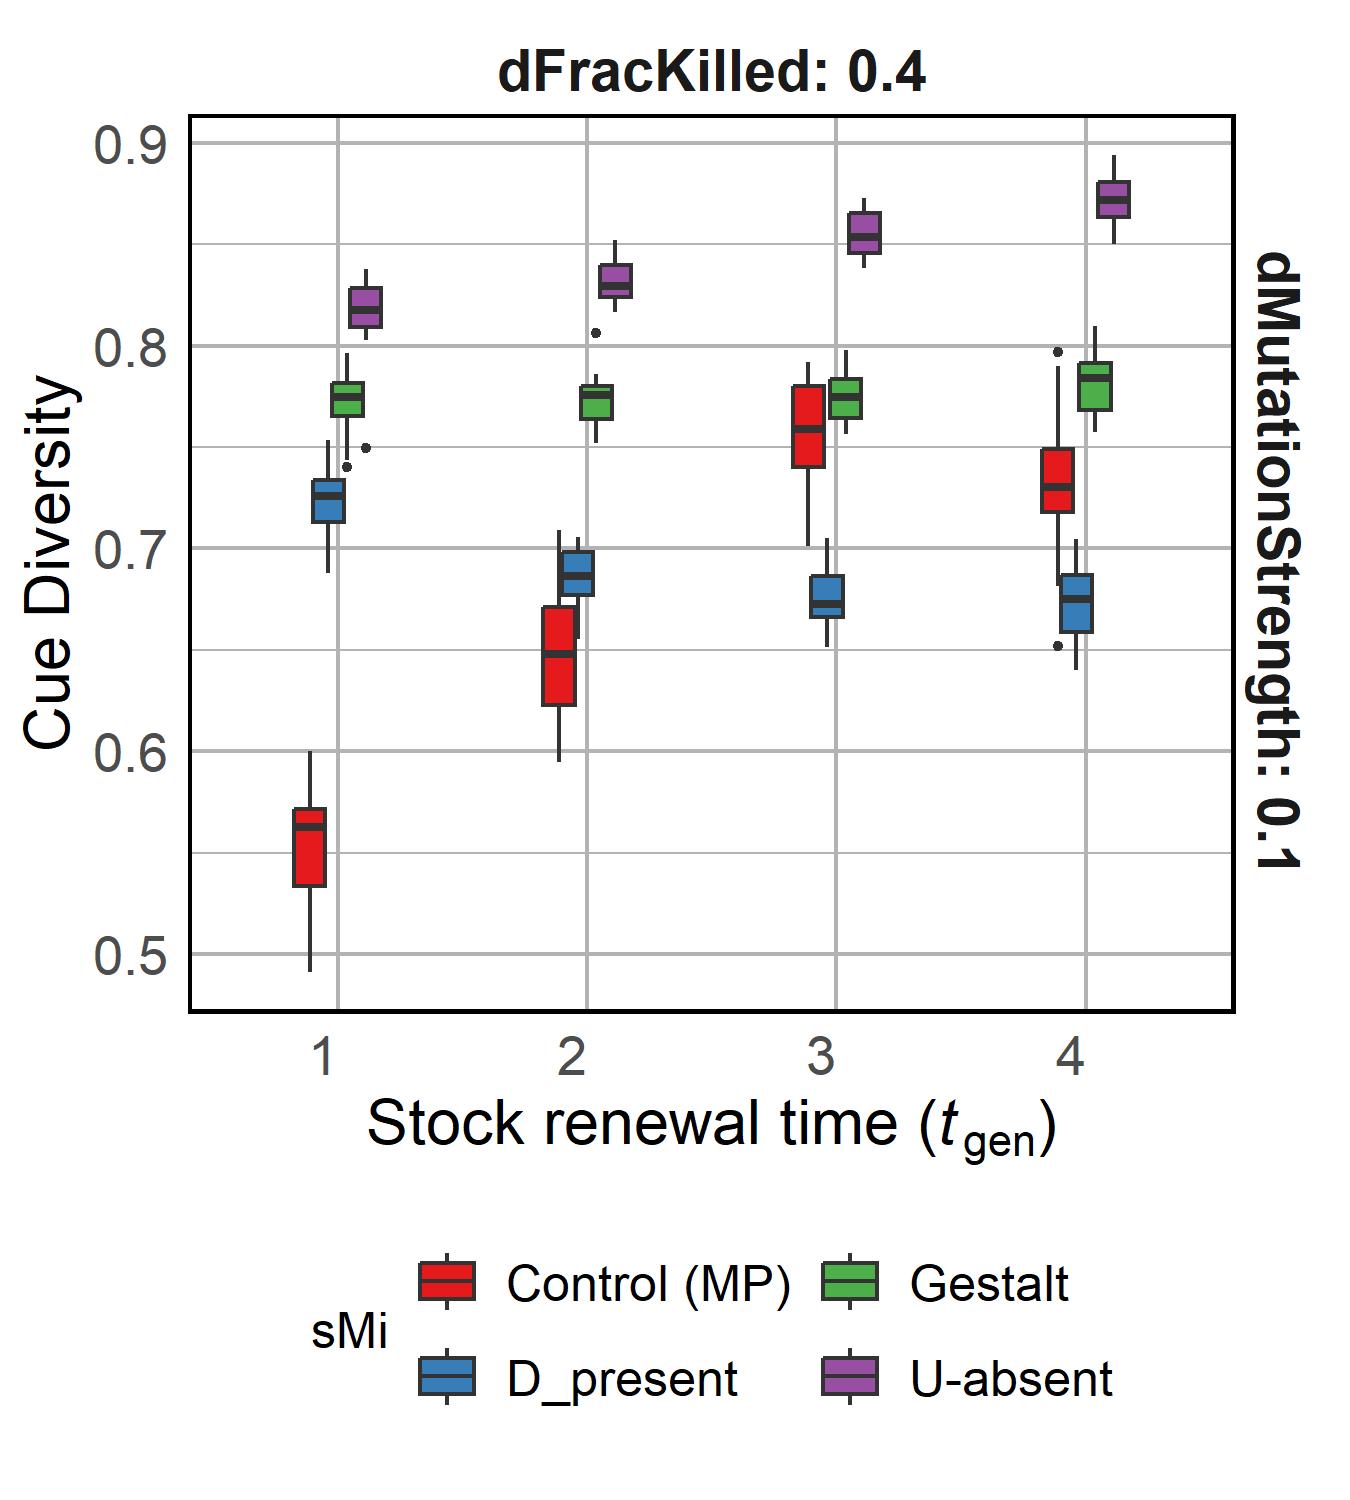 dFracKilled: 0.4
0.9
0.8
0.7
0.6
0.5
Cue Diversity
dMutationStrength: 0.1
1 2 3 4
Stock renewal time (tgen)
sMi
Control (MP) Gestalt
D_present U-absent